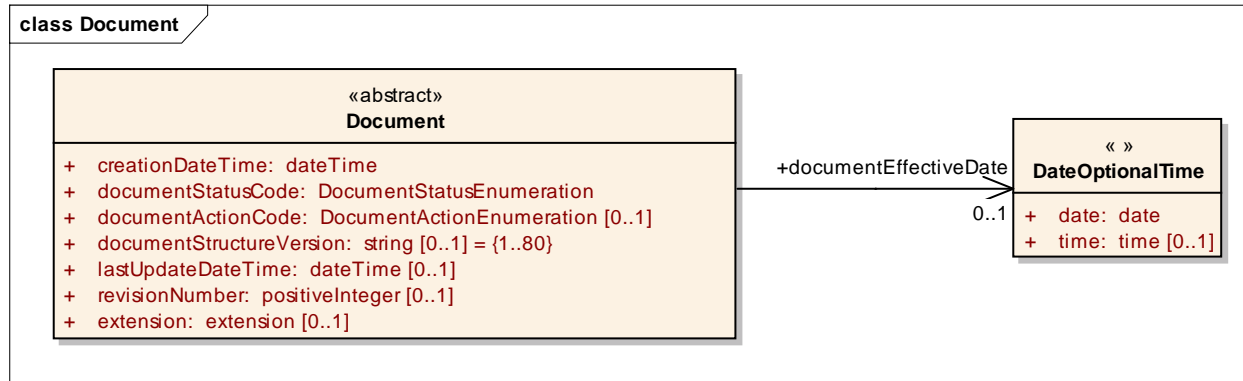 class Document
«abstract»
Document
+ creationDateTime: dateTime
+ documentStatusCode: DocumentStatusEnumeration
+ documentActionCode: DocumentActionEnumeration [0..1]
+ documentStructureVersion: string [0..1] = {1..80}
+ lastUpdateDateTime: dateTime [0..1]
+ revisionNumber: positiveInteger [0..1]
+ extension: extension [0..1]
+documentEffectiveDate
0..1
« »
DateOptionalTime
+ date: date
+ time: time [0..1]